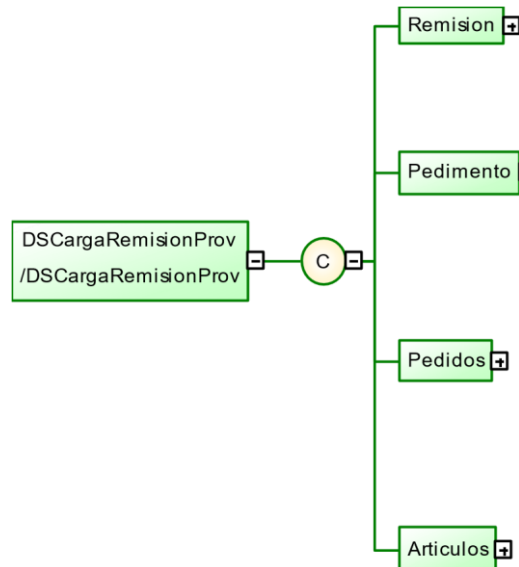 Remision
Pedimento
DSCargaRemisionProv
/DSCargaRemisionProv
C
Pedidos
Articulos